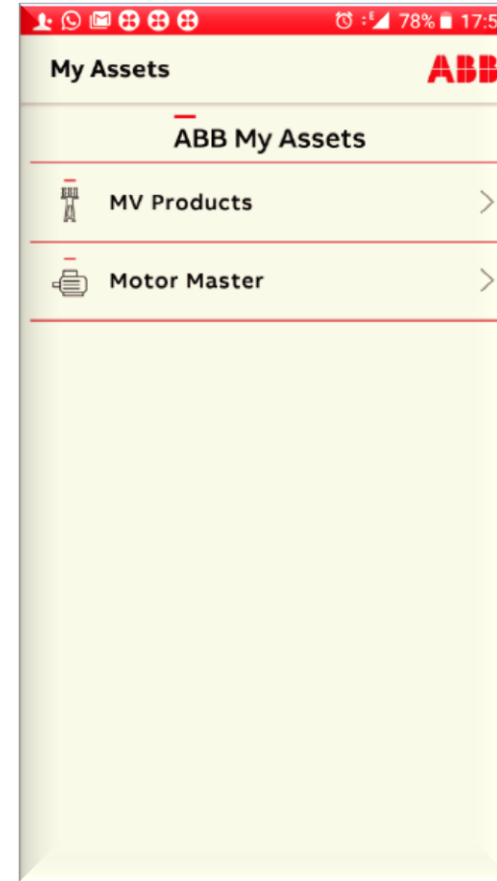 78% 17:5
My Assets
ABB
ABB My Assets
MV Products
Motor Master